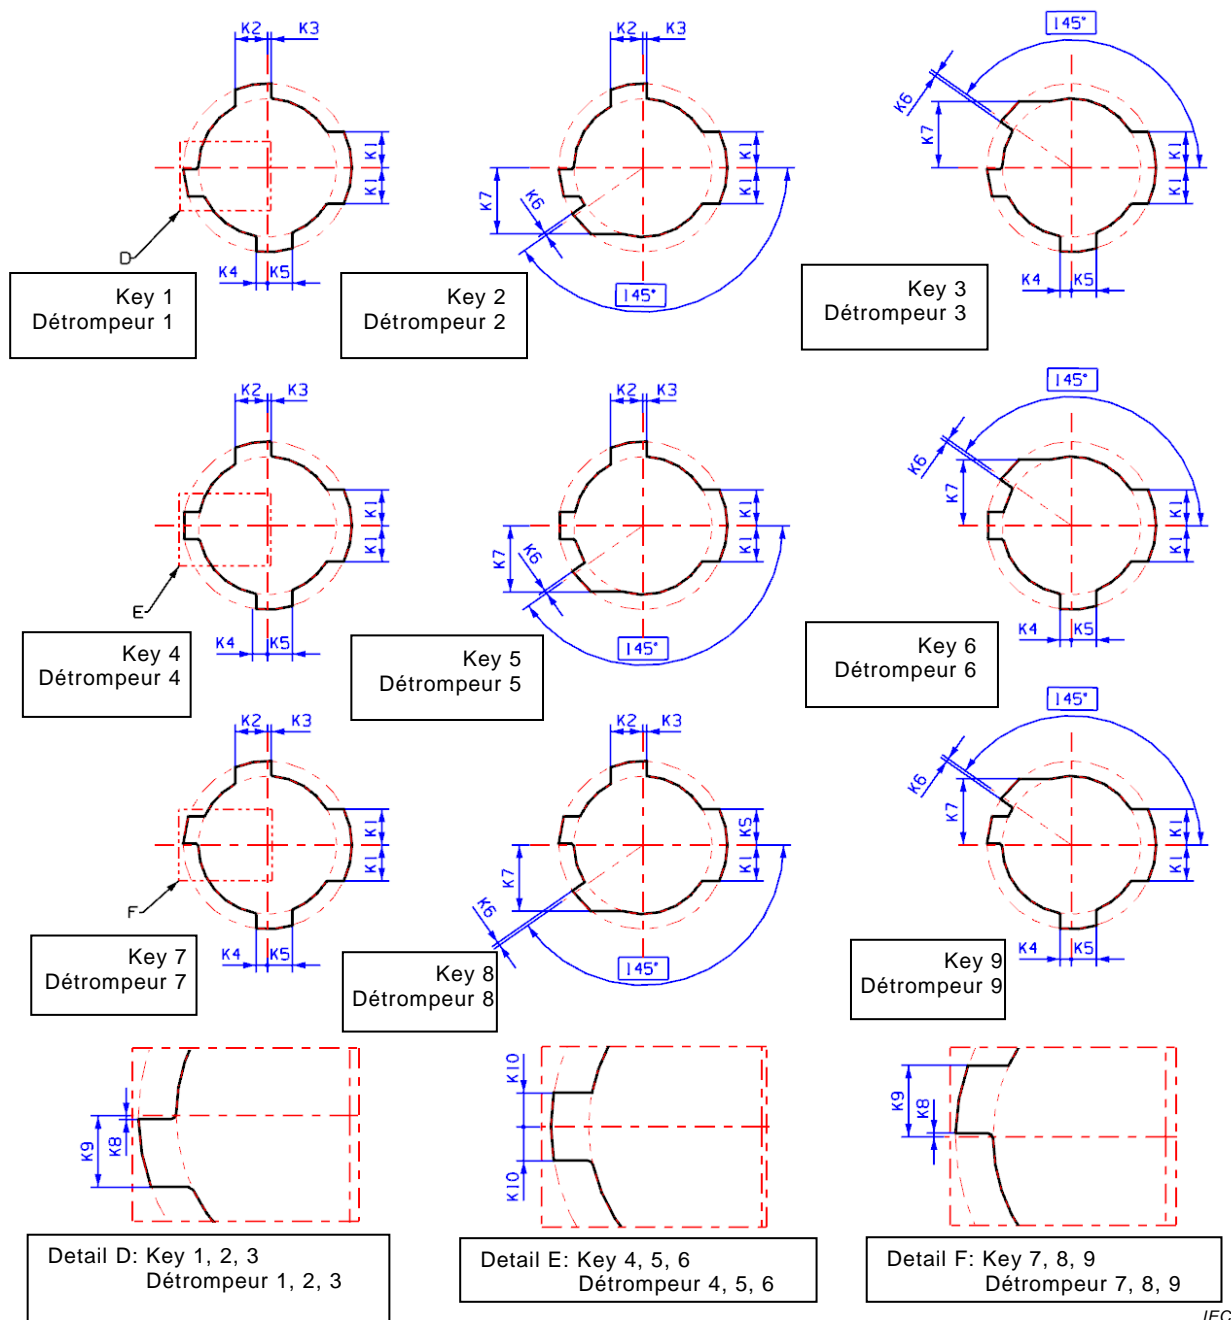 K2 K3
K1
K1
K4 K5
D
Key 1
Détrompeur 1
K2 K3
K1
K1
K7
K6
145°
Key 2
Détrompeur 2
145°
K6
K7
K1
K1
K4 K5
Key 3
Détrompeur 3
K2 K3
K1
K1
K4 K5
E
Key 4
Détrompeur 4
K2 K3
K1
K1
K7
K6
145°
Key 5
Détrompeur 5
145°
K6
K7
K1
K1
K4 K5
Key 6
Détrompeur 6
K2 K3
K1
K1
K4 K5
F
Key 7
Détrompeur 7
K2 K3
K5
K1
K7
K6
145°
Key 8
Détrompeur 8
145°
K6
K7
K1
K1
K4 K5
Key 9
Détrompeur 9
K9
K8
Detail D: Key 1, 2, 3
Détrompeur 1, 2, 3
K10
K10
Detail E: Key 4, 5, 6
Détrompeur 4, 5, 6
K9
K8
Detail F: Key 7, 8, 9
Détrompeur 7, 8, 9
IEC